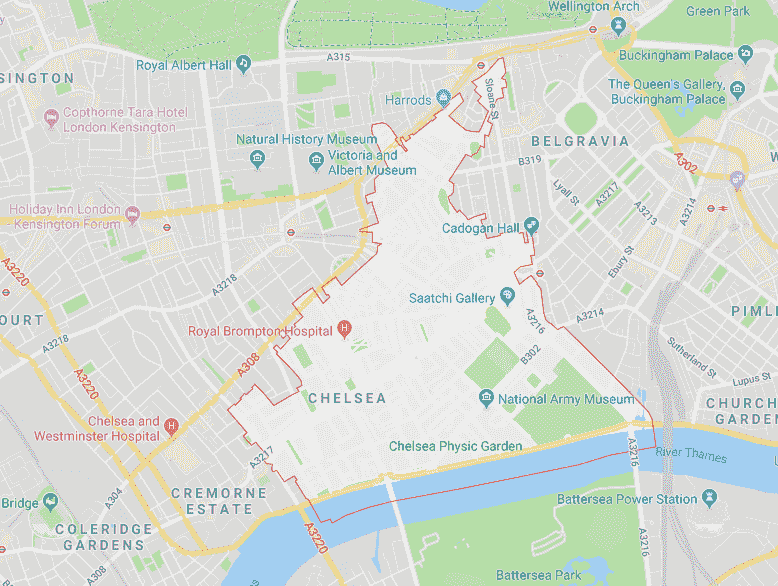 Wellington Arch
Green Park
Royal Albert Hall
A315
Buckingham Palace
SINGTON
Harrods
Sloane St
The Queen's Gallery,
Buckingham Palace
Copthorne Tara Hotel
London Kensington
Natural History Museum
Victoria and
Albert Museum
BELGRAVIA
B319
A302
W
Lyall St
A3217
A3214
A3213
Holiday Inn London
Kensington Forum
Cadogan Hall
Ebury St
A3220
A3218
Saatchi Gallery
A3216
A3214
PIMLI
COURT
Royal Brompton Hospital
A3218
B302
Sutherland St
A308
A3220
Lupus St
CHELSEA
National Army Museum
CHURCH
GARDEN
Chelsea and
Westminster Hospital
A3217
Chelsea Physic Garden
A3216
River Thames
A304
CREMORNE
ESTATE
Battersea Power Station
Bridge
A3220
COLERIDGE
GARDENS
A3216
A308
Battersea Park